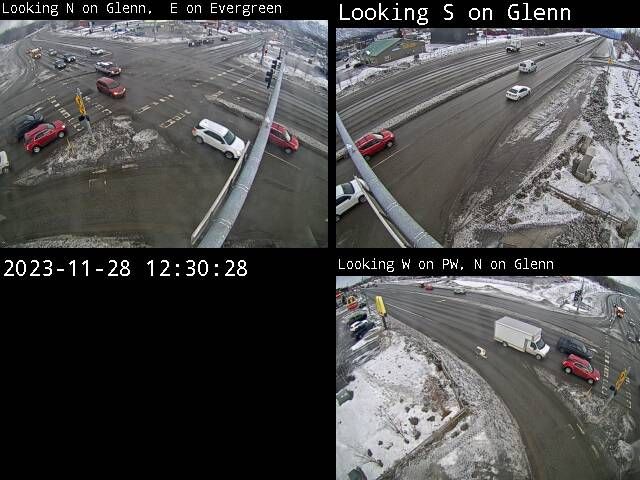 Looking N on Glenn,  E on Evergreen
Looking S on Glenn
2023-11-28 12:30:28
Looking W on PW, N on Glenn